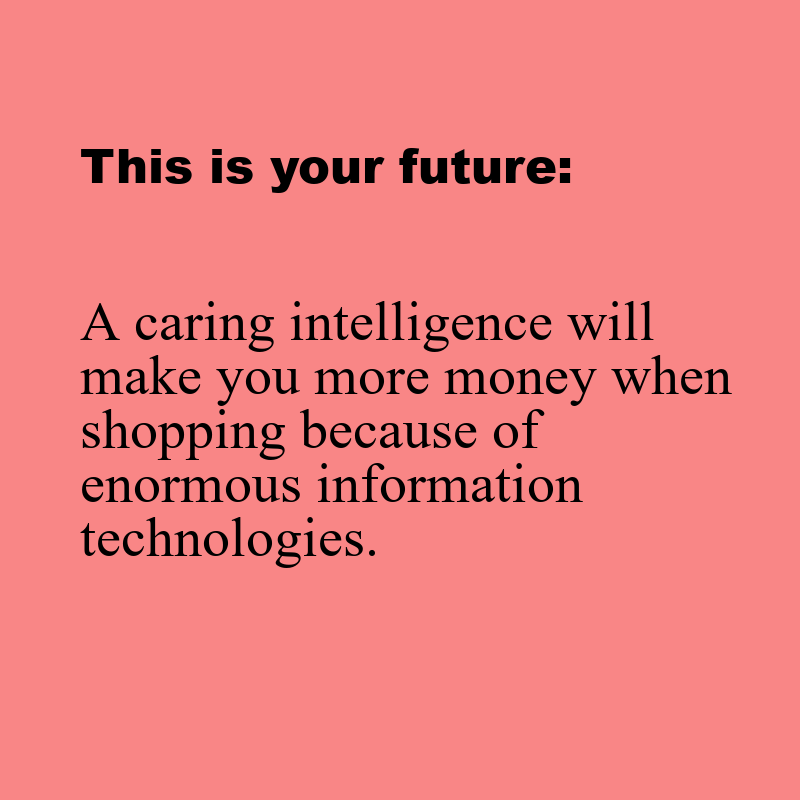 This is your future:
A caring intelligence will
make you more money when
shopping because of
enormous information
technologies.